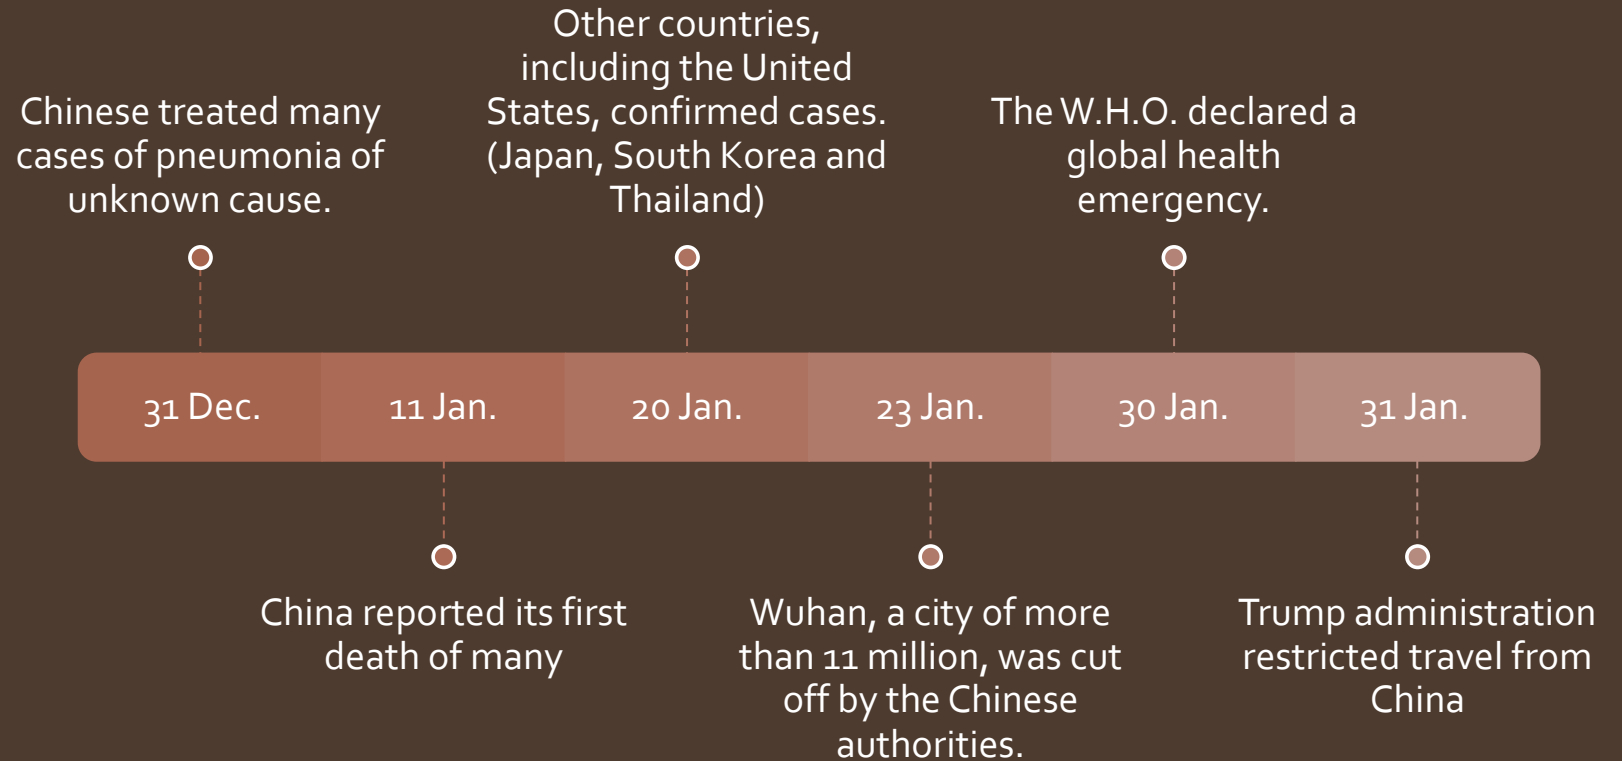 Other countries,
including the United
States, confirmed cases.
(Japan, South Korea and
Thailand)
Chinese treated many
cases of pneumonia of
unknown cause.
The W.H.O. declared a
global health
emergency.
31 Dec.
11 Jan.
20 Jan.
23 Jan.
30 Jan.
31 Jan.
China reported its first
death of many
Wuhan, a city of more
than 11 million, was cut
off by the Chinese
authorities.
Trump administration
restricted travel from
China